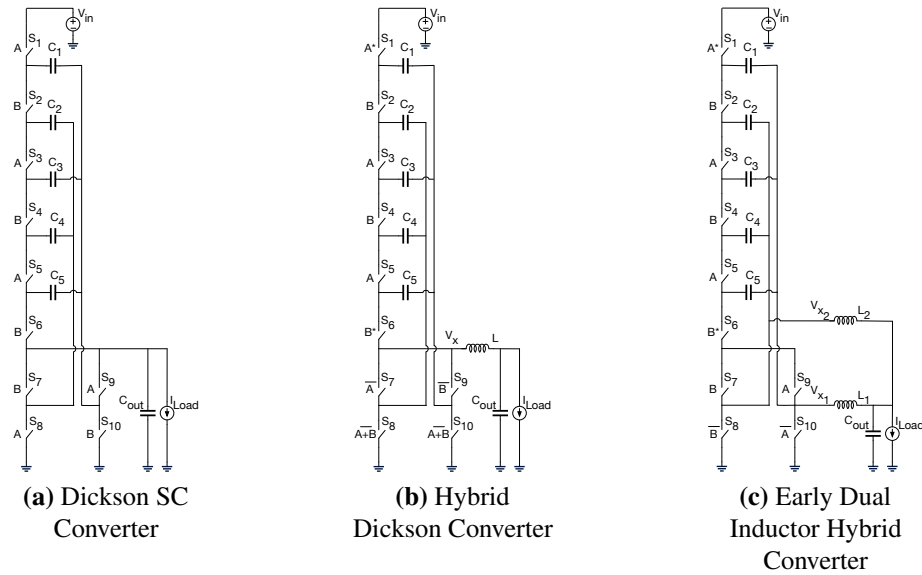 V_in
A S_1
C_1
B S_2
C_2
A S_3
C_3
B S_4
C_4
A S_5
C_5
B S_6
B S_7
A S_9
C_out
I_Load
A S_8
B S_10
(a) Dickson SC
Converter
V_in
A* S_1
C_1
B S_2
C_2
A S_3
C_3
B S_4
C_4
A S_5
C_5
B* S_6
V_x L
A̅ S_7
B̅ S_9
C_out
I_Load
A̅+̅B̅ S_8
A̅+̅B̅ S_10
(b) Hybrid
Dickson Converter
V_in
A* S_1
C_1
B S_2
C_2
A S_3
C_3
B S_4
C_4
A S_5
C_5
V_x2 L_2
B* S_6
B S_7
A S_9
V_x1 L_1
C_out
I_Load
B̅ S_8
A̅ S_10
(c) Early Dual
Inductor Hybrid
Converter